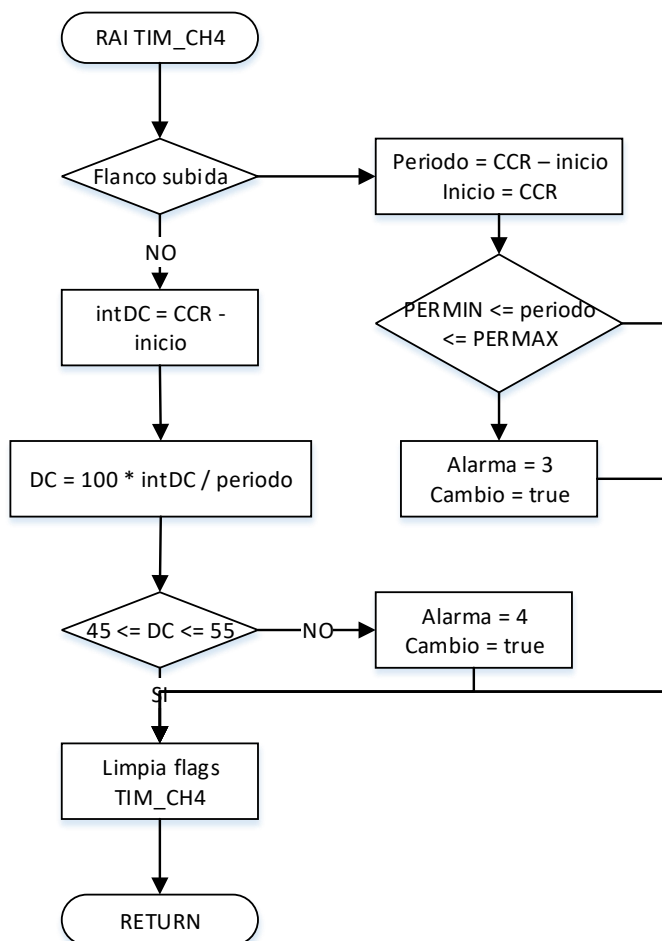 RAI TIM_CH4
Flanco subida
NO
Periodo = CCR – inicio
Inicio = CCR
PERMIN <= periodo
<= PERMAX
Alarma = 3
Cambio = true
intDC = CCR -
inicio
DC = 100 * intDC / periodo
45 <= DC <= 55
NO
Alarma = 4
Cambio = true
SI
Limpia flags
TIM_CH4
RETURN